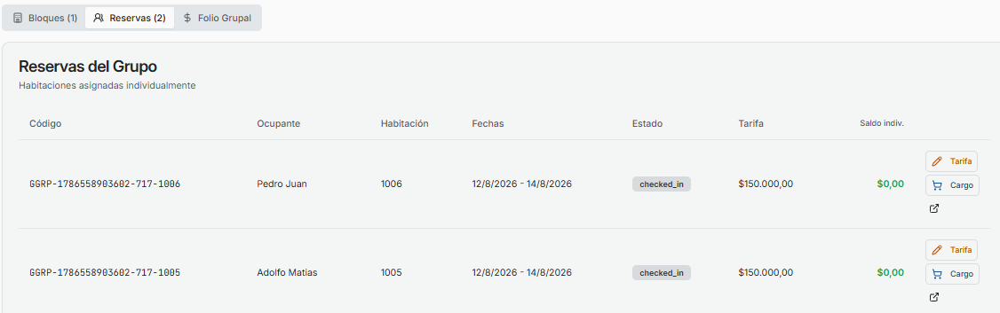 Bloques (1) Reservas (2) Folio Grupal
Reservas del Grupo
Habitaciones asignadas individualmente
Código Ocupante Habitación Fechas Estado Tarifa Saldo indiv.
Tarifa
GGRP-1786558903602-717-1006 Pedro Juan 1006 12/8/2026 - 14/8/2026 checked_in $150.000,00 $0,00 Cargo
Tarifa
GGRP-1786558903602-717-1005 Adolfo Matias 1005 12/8/2026 - 14/8/2026 checked_in $150.000,00 $0,00 Cargo